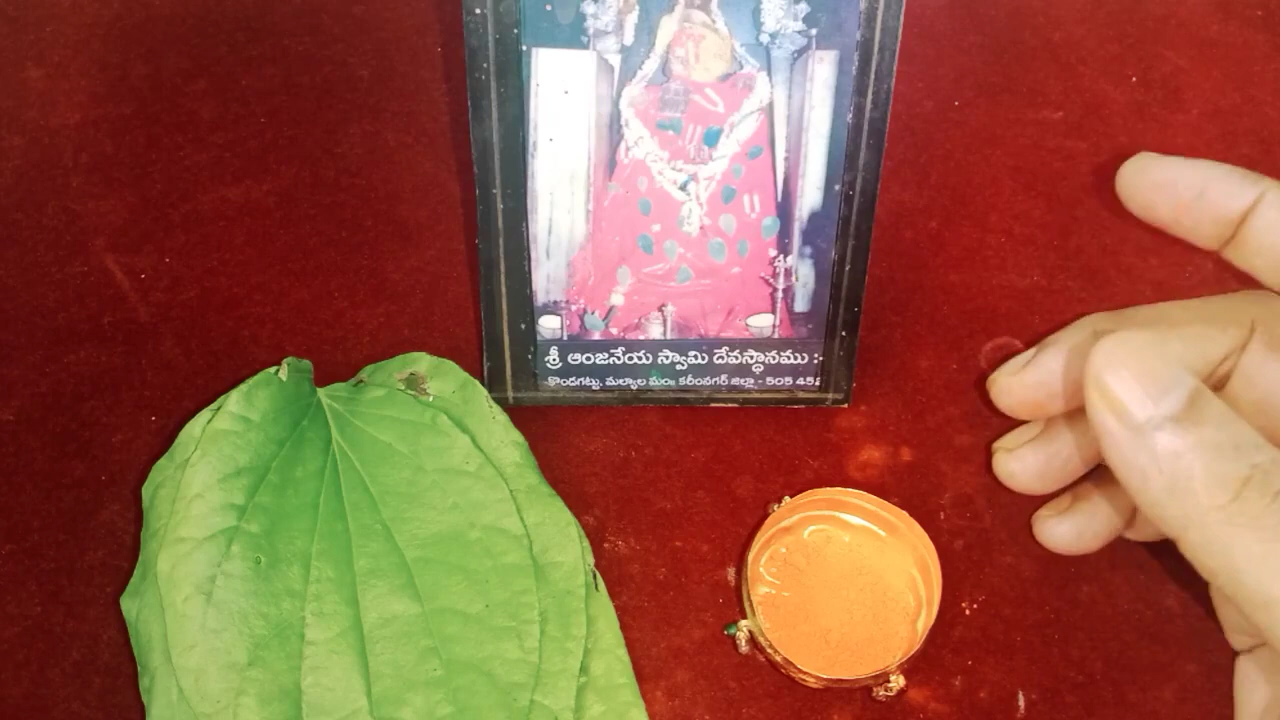 శ్రీ ఆంజనేయ స్వామి దేవస్థానము :-
కొండగట్టు, మల్యాల మం॥ కరీంనగర్ జిల్లా - 505 452